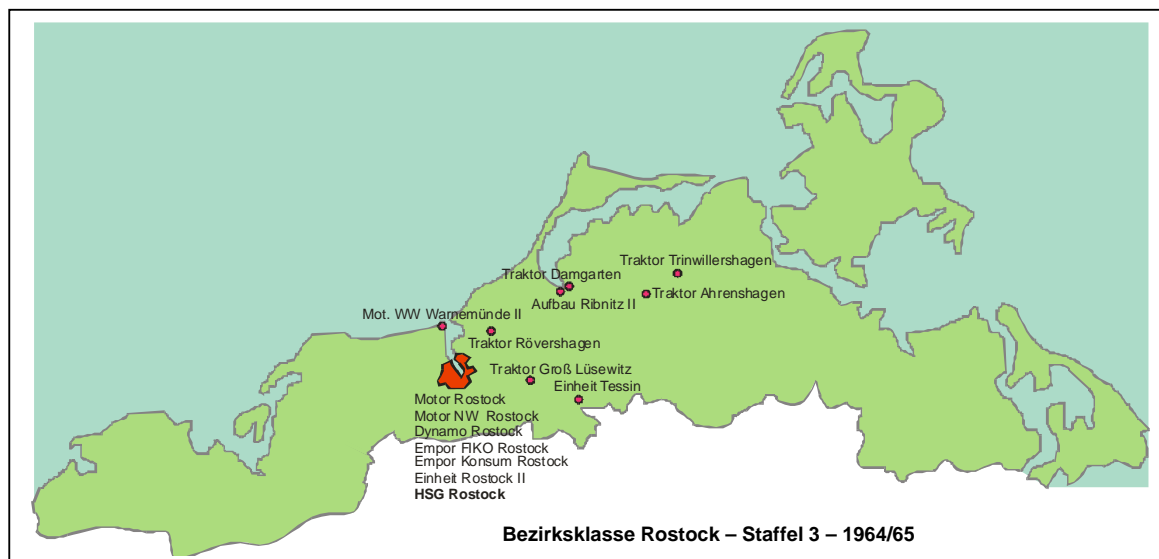 Traktor Trinwillershagen
Traktor Damgarten
Traktor Ahrenshagen
Aufbau Ribnitz II
Mot. WW Warnemünde II
Traktor Rövershagen
Traktor Groß Lüsewitz
Einheit Tessin
Motor Rostock
Motor NW Rostock
Dynamo Rostock
Empor FIKO Rostock
Empor Konsum Rostock
Einheit Rostock II
HSG Rostock
Bezirksklasse Rostock – Staffel 3 – 1964/65